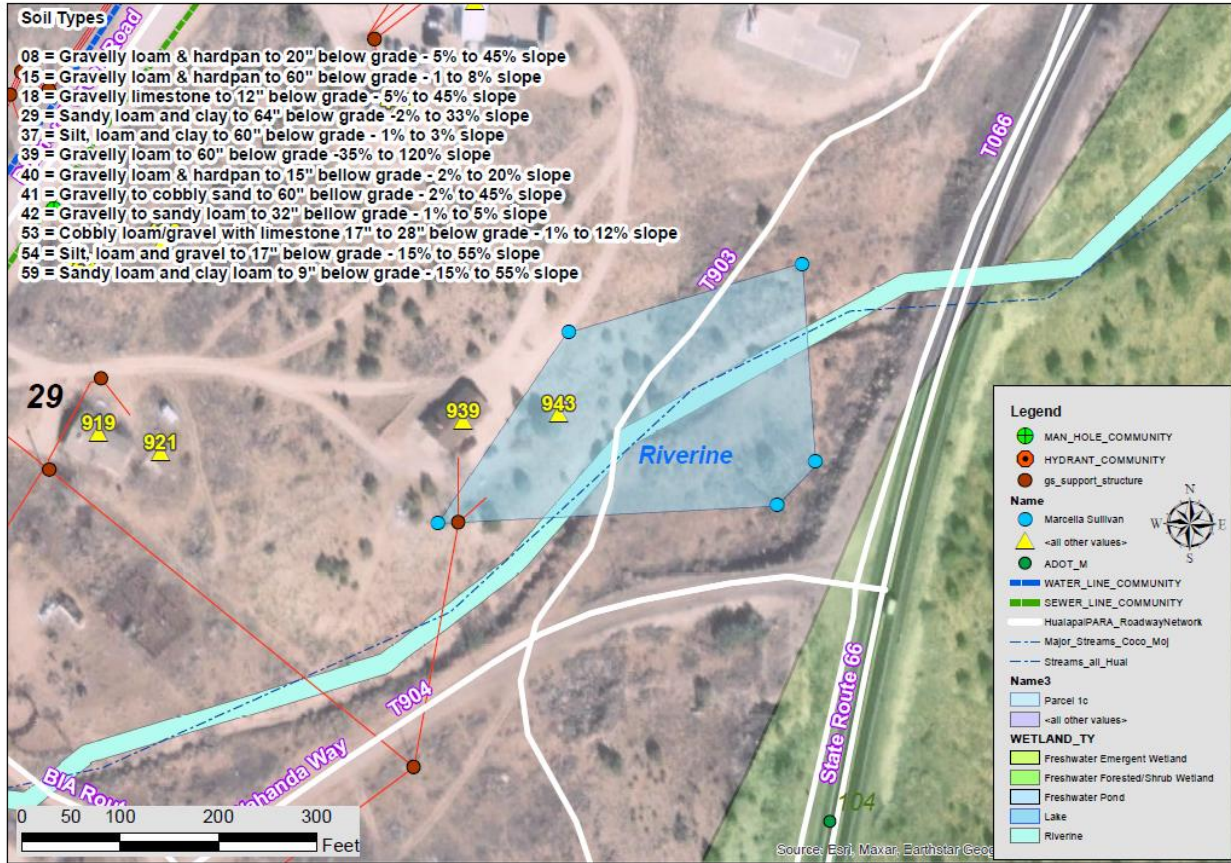 Soil Types
08 = Gravelly loam & hardpan to 20" below grade - 5% to 45% slope
15 = Gravelly loam & hardpan to 60" below grade - 1 to 8% slope
18 = Gravelly limestone to 12" below grade - 5% to 45% slope
29 = Sandy loam and clay to 64" below grade -2% to 33% slope
37 = Silt, loam and clay to 60" below grade - 1% to 3% slope
39 = Gravelly loam to 60" below grade -35% to 120% slope
40 = Gravelly loam & hardpan to 15" bellow grade - 2% to 20% slope
41 = Gravelly to cobbly sand to 60" below grade - 2% to 45% slope
42 = Gravelly to sandy loam to 32" bellow grade - 1% to 5% slope
53 = Cobbly loam/gravel with limestone 17" to 28" below grade - 1% to 12% slope
54 = Silt, loam and gravel to 17" below grade - 15% to 55% slope
59 = Sandy loam and clay loam to 9" below grade - 15% to 55% slope
Road
T066
T903
29
919
921
939
943
Riverine
T904
State Route 66
BIA Rout
ahanda Way
104
0 50 100 200 300
Feet
Legend
MAN_HOLE_COMMUNITY
HYDRANT_COMMUNITY
gs_support_structure
Name
Marcella Sullivan
<all other values>
ADOT_M
WATER_LINE_COMMUNITY
SEWER_LINE_COMMUNITY
HualapaiPARA_RoadwayNetwork
Major_Streams_Coco_Moj
Streams_all_Hual
Name3
Parcel 1c
<all other values>
WETLAND_TY
Freshwater Emergent Wetland
Freshwater Forested/Shrub Wetland
Freshwater Pond
Lake
Riverine
N
W E
S
Source: Esri, Maxar, Earthstar Geog